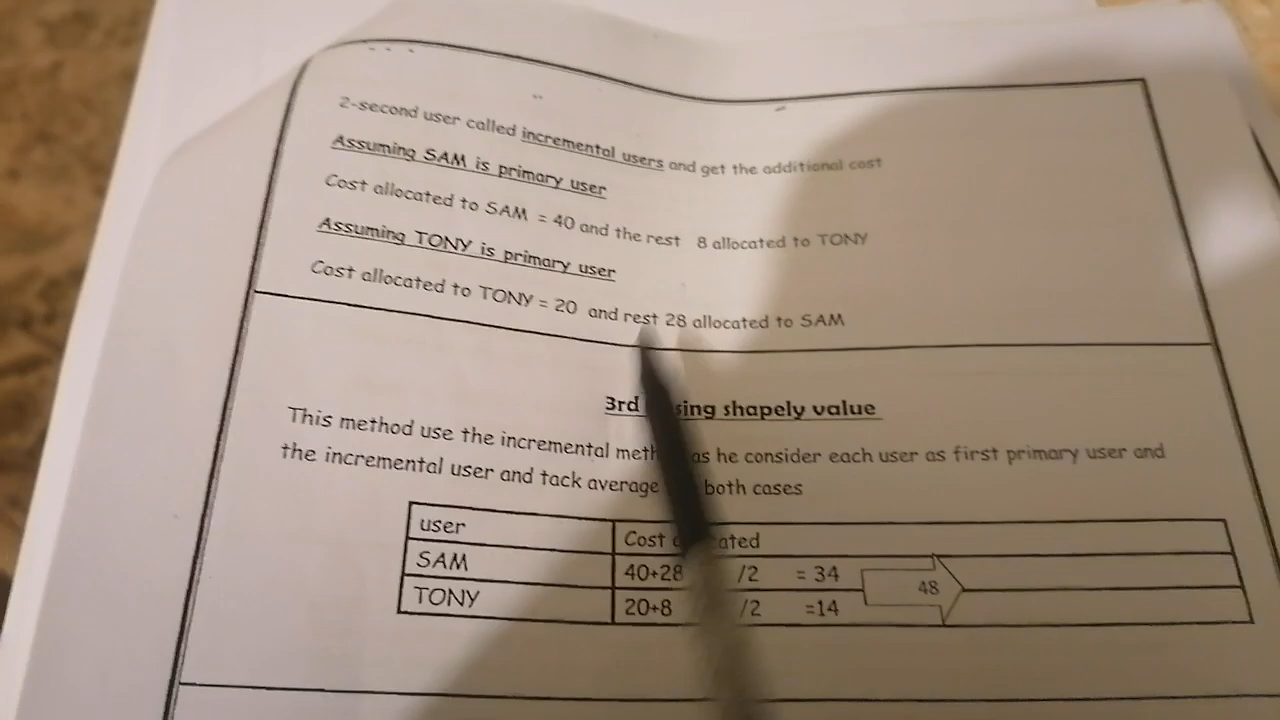 2-second user called incremental users and get the additional cost
Assuming SAM is primary user
Cost allocated to SAM = 40 and the rest 8 allocated to TONY
Assuming TONY is primary user
Cost allocated to TONY = 20 and rest 28 allocated to SAM
3rd sing shapely value
This method use the incremental meth as he consider each user as first primary user and
the incremental user and tack average both cases
user Cost ated
SAM 40+28 /2 = 34 48
TONY 20+8 /2 =14